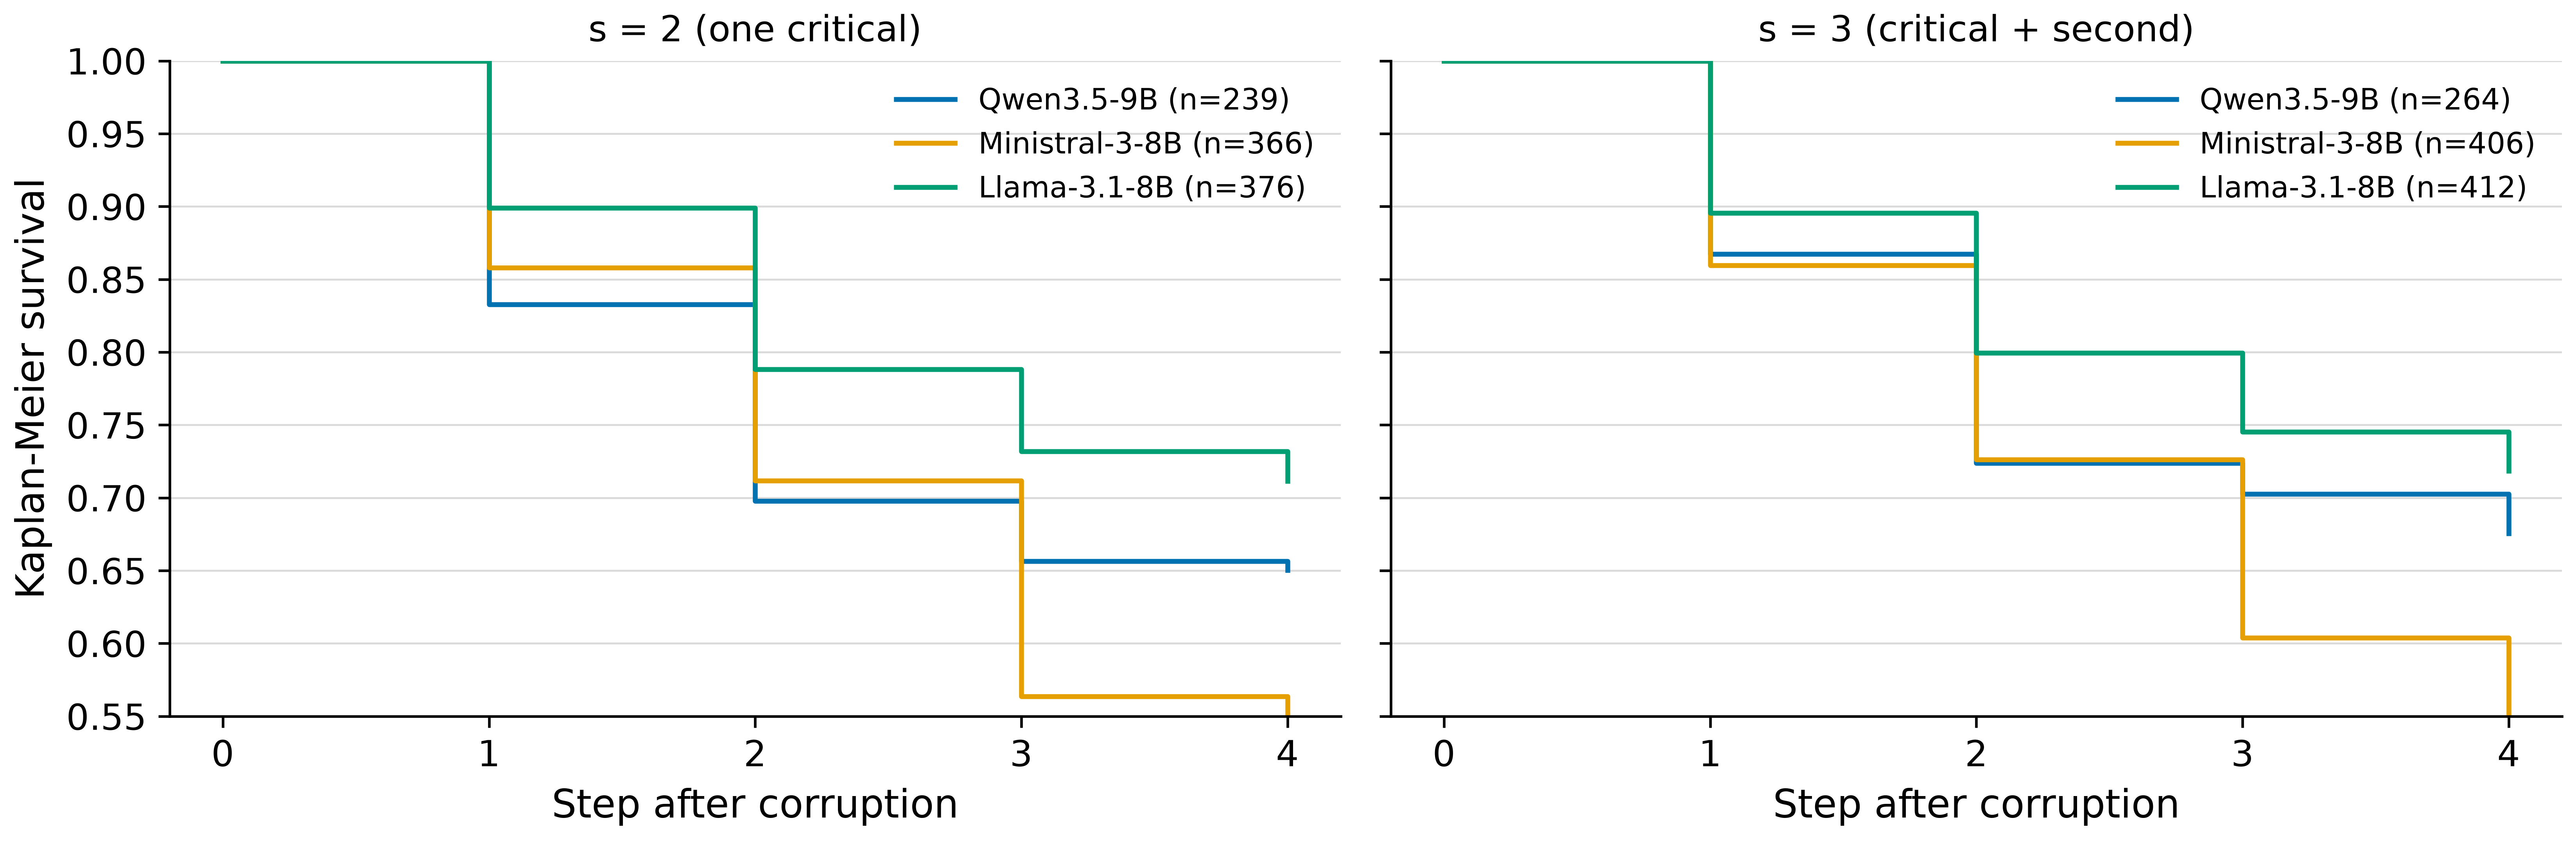 s = 2 (one critical)
s = 3 (critical + second)
Kaplan-Meier survival
1.00
0.95
0.90
0.85
0.80
0.75
0.70
0.65
0.60
0.55
Qwen3.5-9B (n=239)
Ministral-3-8B (n=366)
Llama-3.1-8B (n=376)
0 1 2 3 4
Step after corruption
Qwen3.5-9B (n=264)
Ministral-3-8B (n=406)
Llama-3.1-8B (n=412)
0 1 2 3 4
Step after corruption